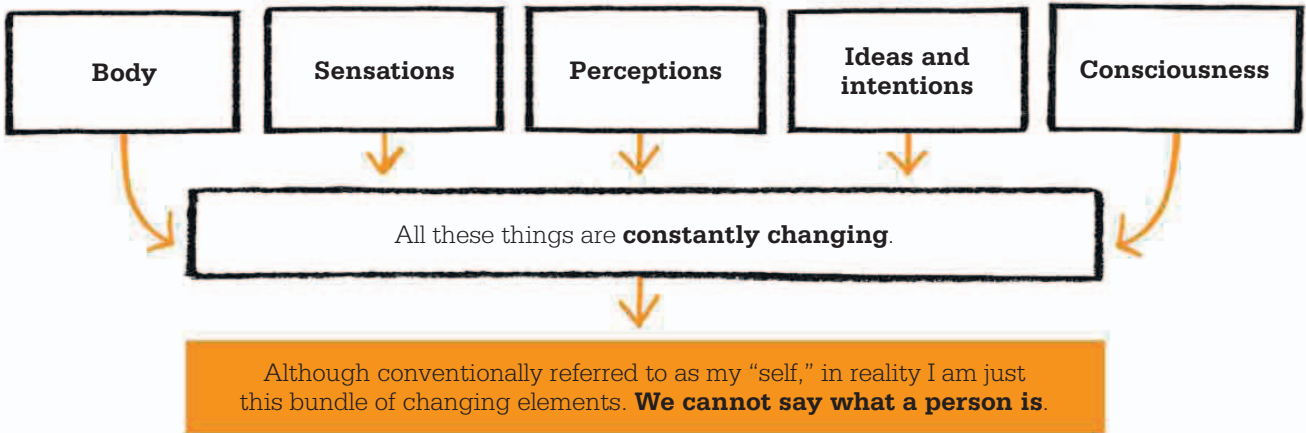 Body
Sensations
Perceptions
Ideas and
intentions
Consciousness
All these things are constantly changing.
Although conventionally referred to as my “self,” in reality I am just
this bundle of changing elements. We cannot say what a person is.